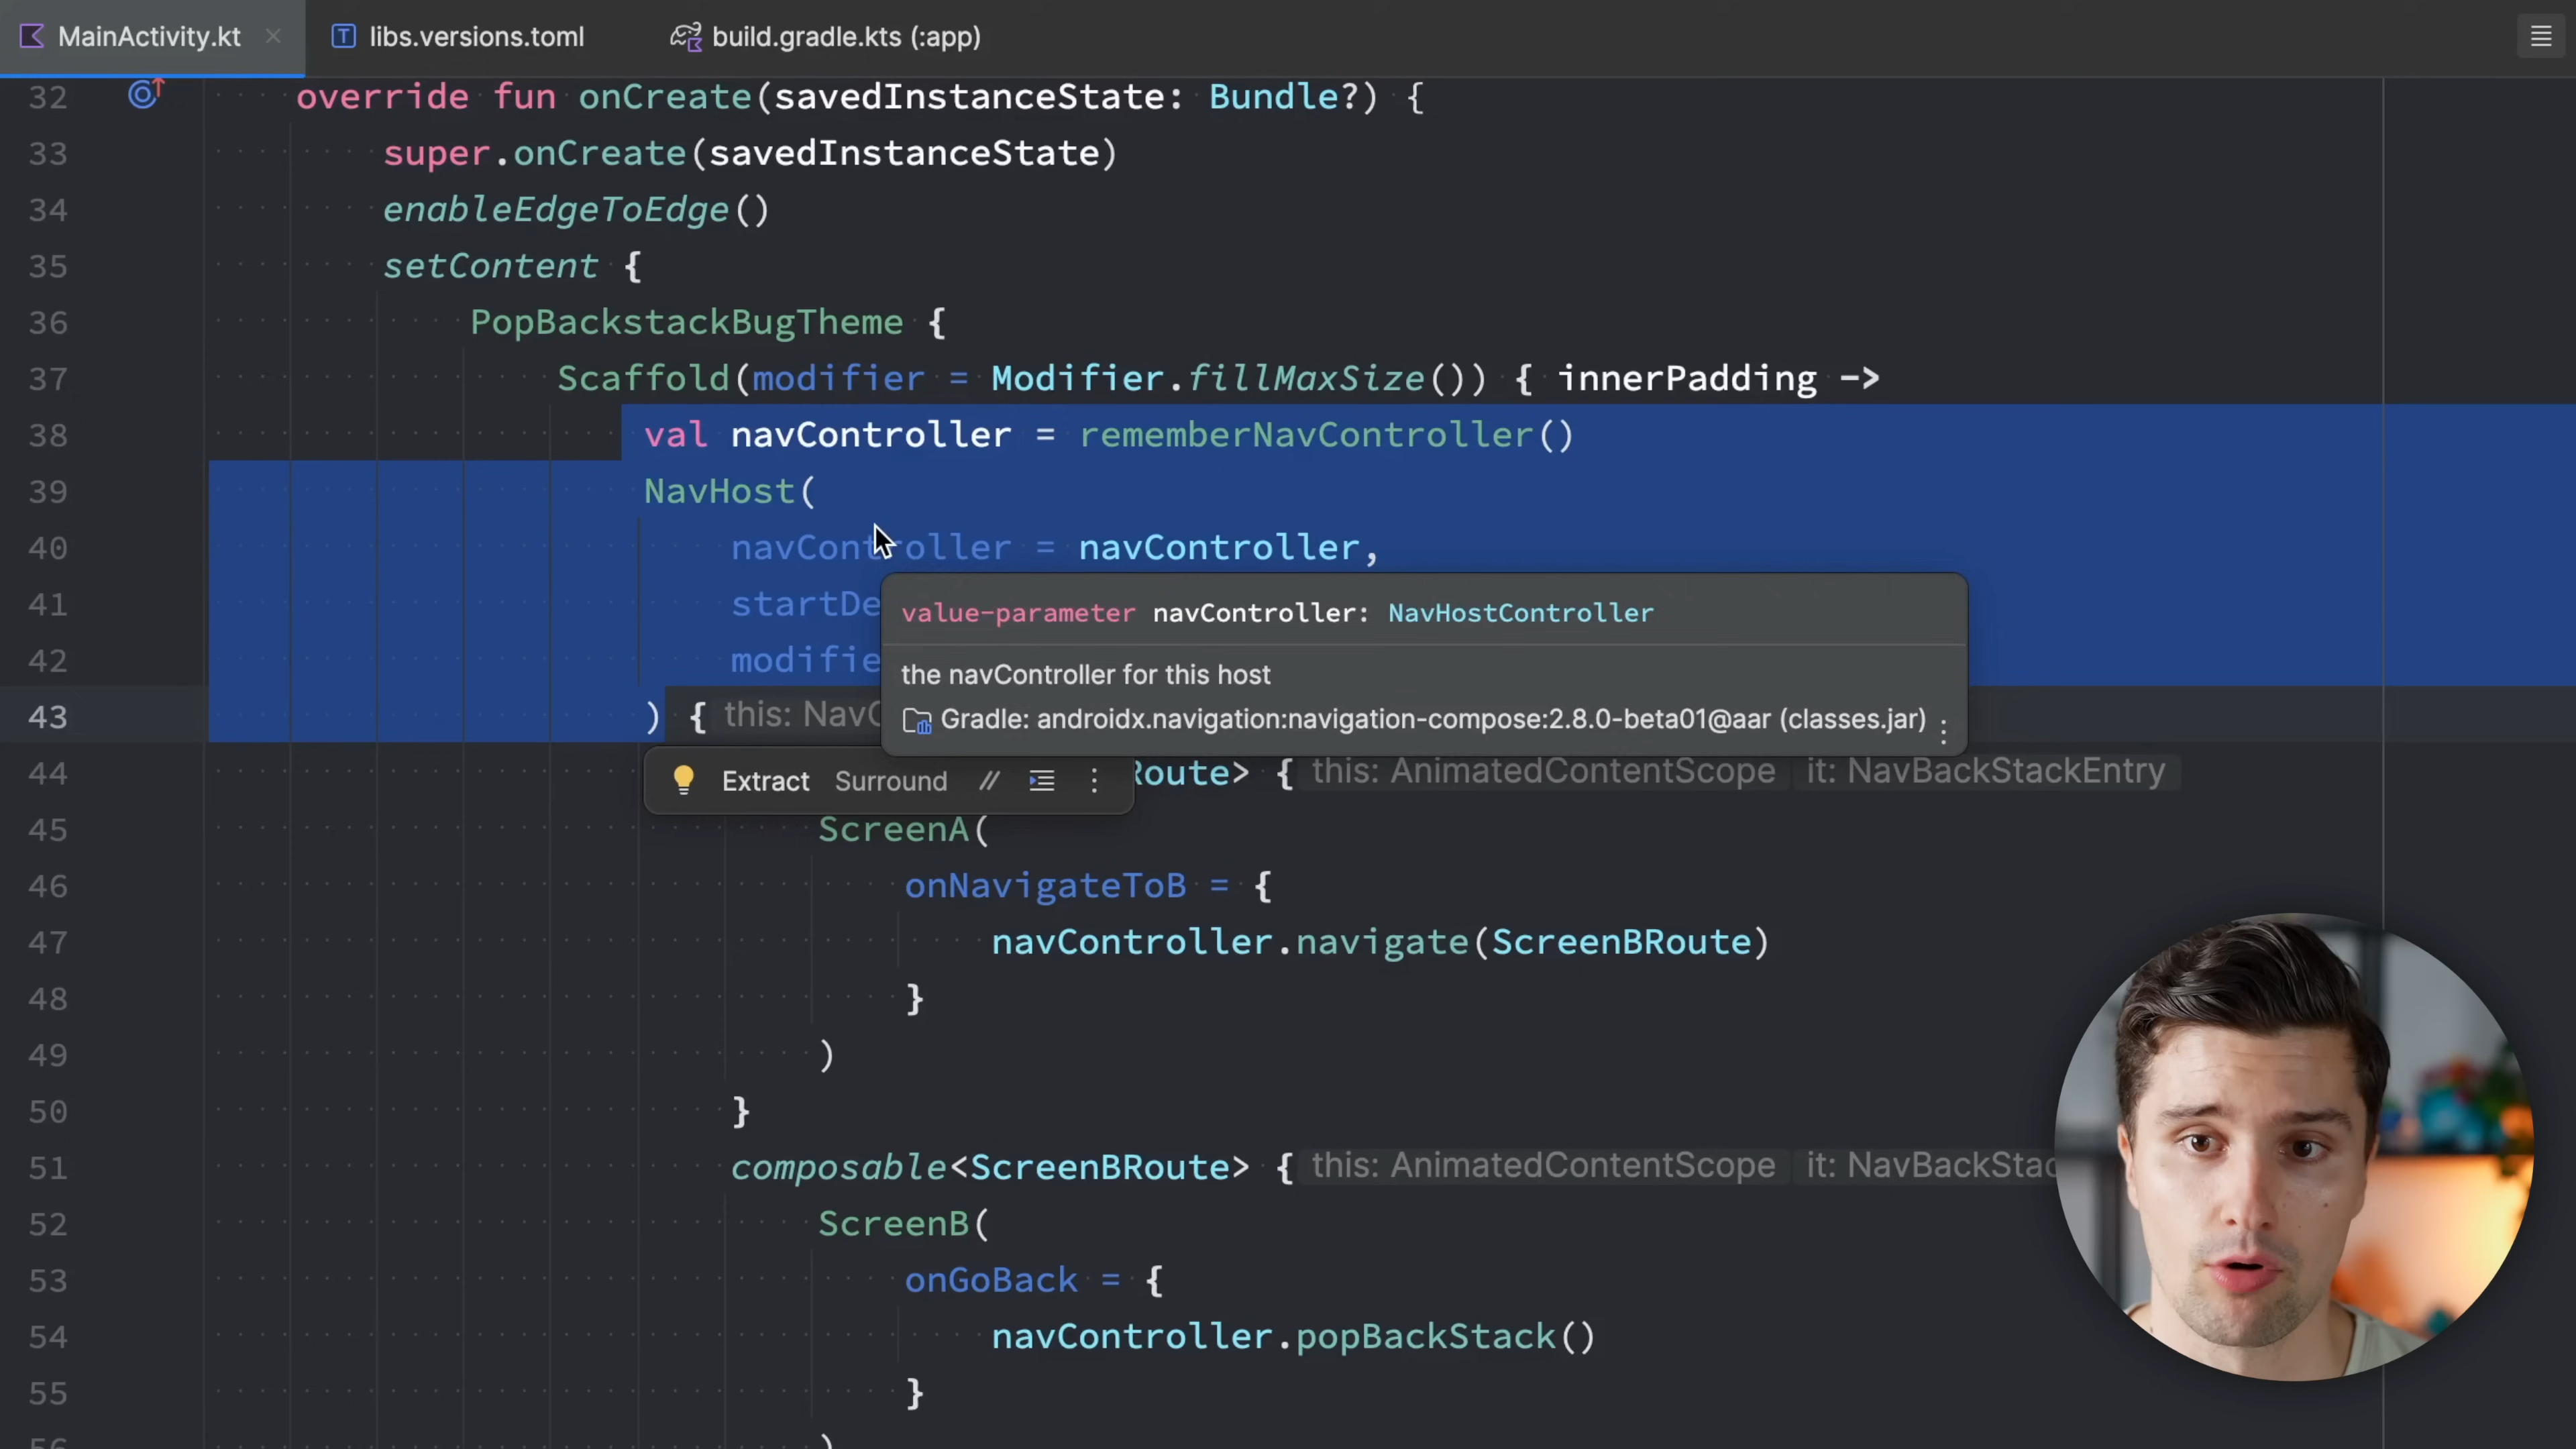 MainActivity.kt libs.versions.toml build.gradle.kts (:app)
32 override fun onCreate(savedInstanceState: Bundle?) {
33 super.onCreate(savedInstanceState)
34 enableEdgeToEdge()
35 setContent {
36 PopBackstackBugTheme {
37 Scaffold(modifier = Modifier.fillMaxSize()) { innerPadding ->
38 val navController = rememberNavController()
39 NavHost(
40 navController = navController,
41 startDe
42 modifie
43 ) { this: NavC
value-parameter navController: NavHostController
the navController for this host
Gradle: androidx.navigation:navigation-compose:2.8.0-beta01@aar (classes.jar)
44 Route> { this: AnimatedContentScope it: NavBackStackEntry
Extract Surround //
45 ScreenA(
46 onNavigateToB = {
47 navController.navigate(ScreenBRoute)
48 }
49 )
50 }
51 composable<ScreenBRoute> { this: AnimatedContentScope it: NavBackStac
52 ScreenB(
53 onGoBack = {
54 navController.popBackStack()
55 }
56 )